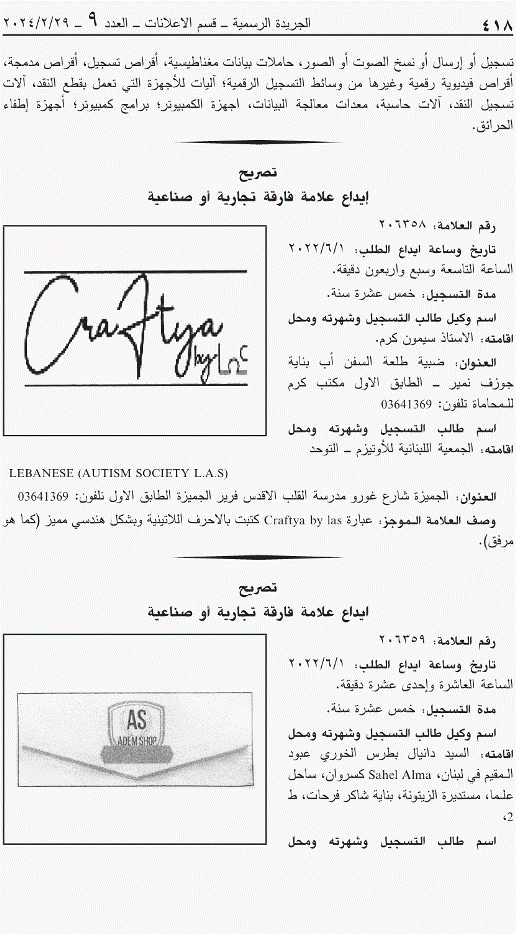 ٤١٨
الجريدة الرسمية ــ قسم الاعلانات ــ العدد ٩ ــ ٢٠٢٤/٢/٢٩
تسجيل أو إرسال أو نسخ الصوت أو الصور، حاملات بيانات مغناطيسية، أقراص تسجيل، أقراص مدمجة،
أقراص فيديوية رقمية وغيرها من وسائط التسجيل الرقمية؛ آليات للأجهزة التي تعمل بقطع النقد، آلات
تسجيل النقد، آلات حاسبة، معدات معالجة البيانات، اجهزة الكمبيوتر؛ برامج كمبيوتر؛ أجهزة إطفاء
الحرائق.
تصريح
إيداع علامة فارقة تجارية أو صناعية
رقم العلامة: ٢٠٦٣٥٨
تاريخ وساعة ايداع الطلب: ٢٠٢٢/٦/١
الساعة التاسعة وسبع واربعون دقيقة.
مدة التسجيل: خمس عشرة سنة.
اسم وكيل طالب التسجيل وشهرته ومحل
اقامته: الاستاذ سيمون كرم.
العنوان: ضبية طلعة السفن أب بناية
جوزف نمير ــ الطابق الاول مكتب كرم
للمحاماة تلفون: 03641369
اسم طالب التسجيل وشهرته ومحل
اقامته: الجمعية اللبنانية للأوتيزم ــ التوحد
Craftya
by L Ω C
LEBANESE (AUTISM SOCIETY L.A.S)
العنوان: الجميزة شارع غورو مدرسة القلب الاقدس فرير الجميزة الطابق الاول تلفون: 03641369
وصف العلامة الموجز: عبارة Craftya by las كتبت بالاحرف اللاتينية وبشكل هندسي مميز (كما هو
مرفق).
تصريح
ايداع علامة فارقة تجارية أو صناعية
رقم العلامة: ٢٠٦٣٥٩
تاريخ وساعة ايداع الطلب: ٢٠٢٢/٦/١
الساعة العاشرة وإحدى عشرة دقيقة.
مدة التسجيل: خمس عشرة سنة.
اسم وكيل طالب التسجيل وشهرته ومحل
اقامته: السيد دانيال بطرس الخوري عبود
المقيم في لبنان، Sahel Alma كسروان، ساحل
علما، مستديرة الزيتونة، بناية شاكر فرحات، ط
2،
اسم طالب التسجيل وشهرته ومحل
AS
ADEM SHOP